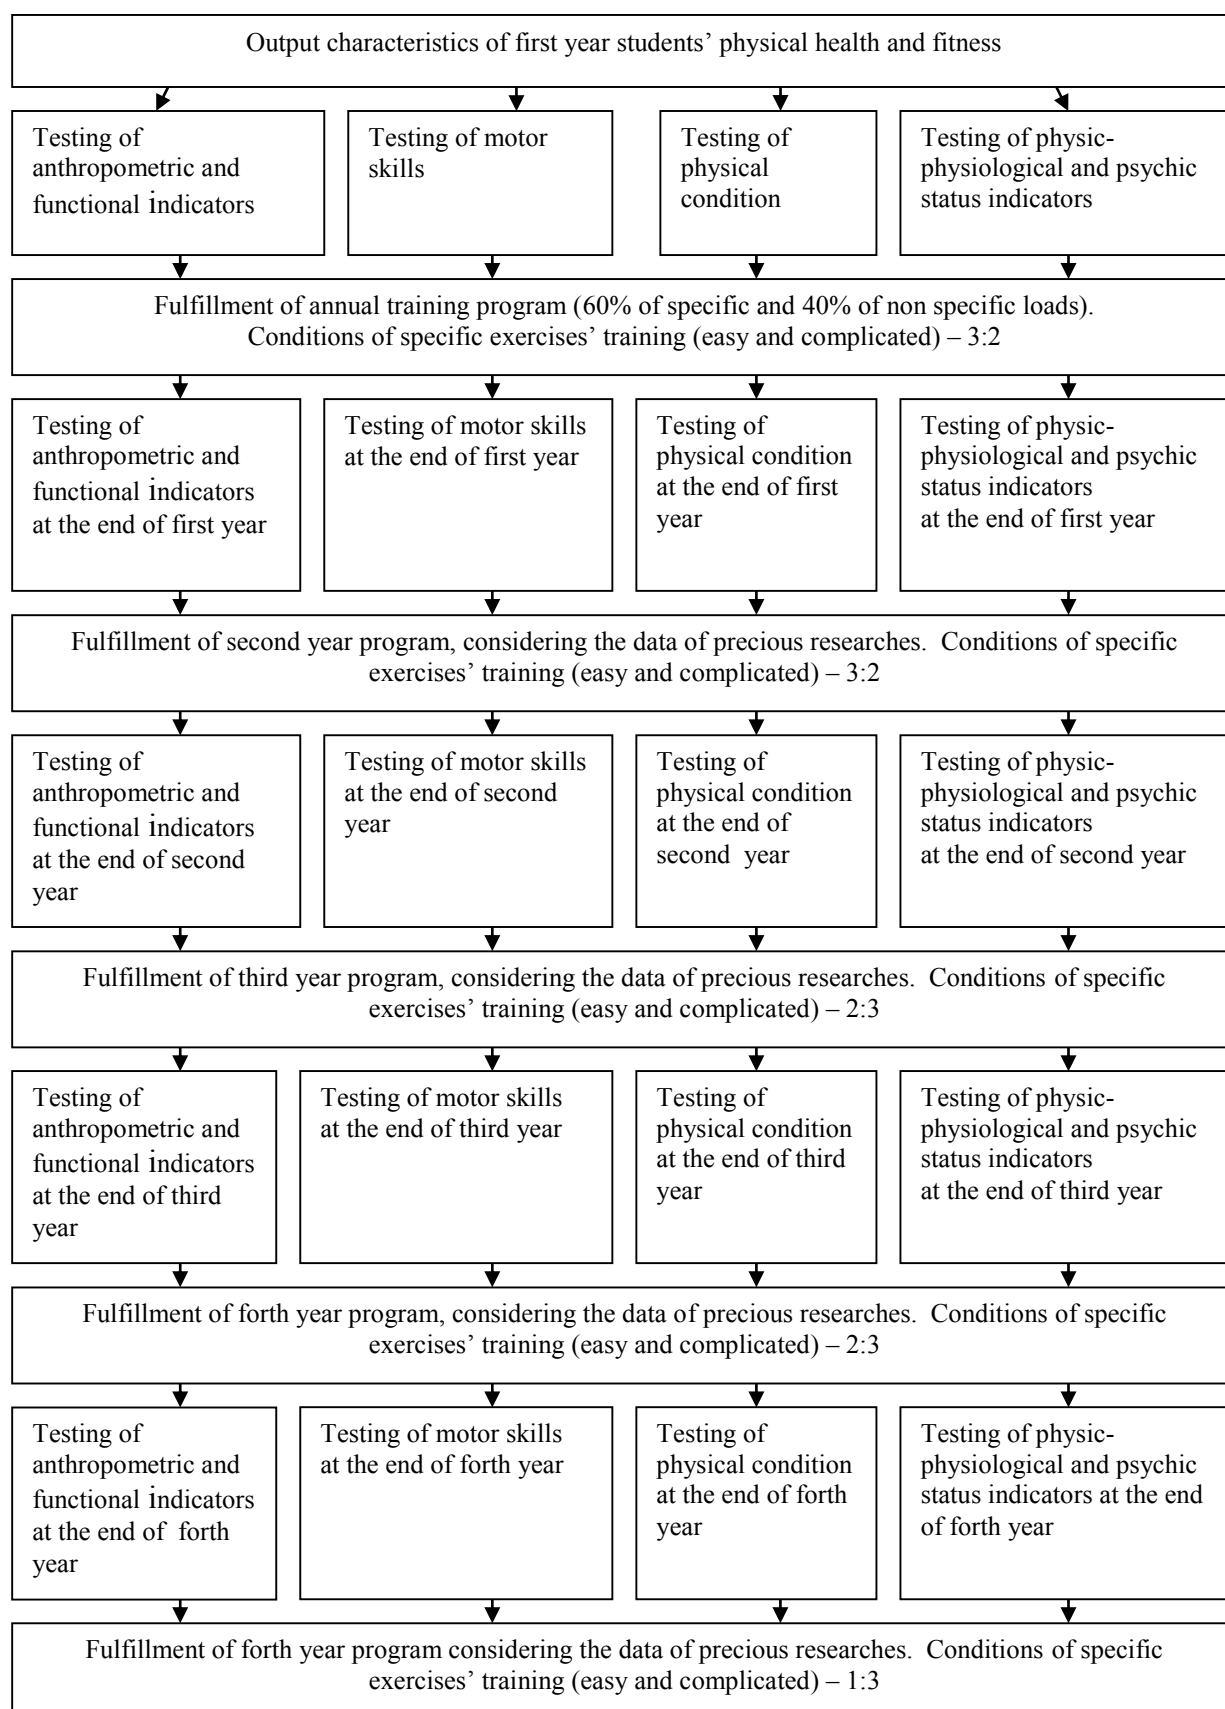 Output characteristics of first year students’ physical health and fitness
Testing of
anthropometric and
functional indicators
Testing of motor
skills
Testing of
physical
condition
Testing of physic-
physiological and psychic
status indicators
Fulfillment of annual training program (60% of specific and 40% of non specific loads).
Conditions of specific exercises’ training (easy and complicated) – 3:2
Testing of
anthropometric and
functional indicators
at the end of first year
Testing of motor skills
at the end of first year
Testing of
physical condition
at the end of first
year
Testing of physic-
physiological and psychic
status indicators
at the end of first year
Fulfillment of second year program, considering the data of precious researches.  Conditions of specific
exercises’ training (easy and complicated) – 3:2
Testing of
anthropometric and
functional indicators
at the end of second
year
Testing of motor skills
at the end of second
year
Testing of
physical condition
at the end of
second  year
Testing of physic-
physiological and psychic
status indicators
at the end of second year
Fulfillment of third year program, considering the data of precious researches.  Conditions of specific
exercises’ training (easy and complicated) – 2:3
Testing of
anthropometric and
functional indicators
at the end of third
year
Testing of motor skills
at the end of third year
Testing of
physical condition
at the end of third
year
Testing of physic-
physiological and psychic
status indicators
at the end of third year
Fulfillment of forth year program, considering the data of precious researches.  Conditions of specific
exercises’ training (easy and complicated) – 2:3
Testing of
anthropometric and
functional indicators
at the end of  forth
year
Testing of motor skills
at the end of forth year
Testing of
physical condition
at the end of forth
year
Testing of physic-
physiological and psychic
status indicators at the end
of forth year
Fulfillment of forth year program considering the data of precious researches.  Conditions of specific
exercises’ training (easy and complicated) – 1:3